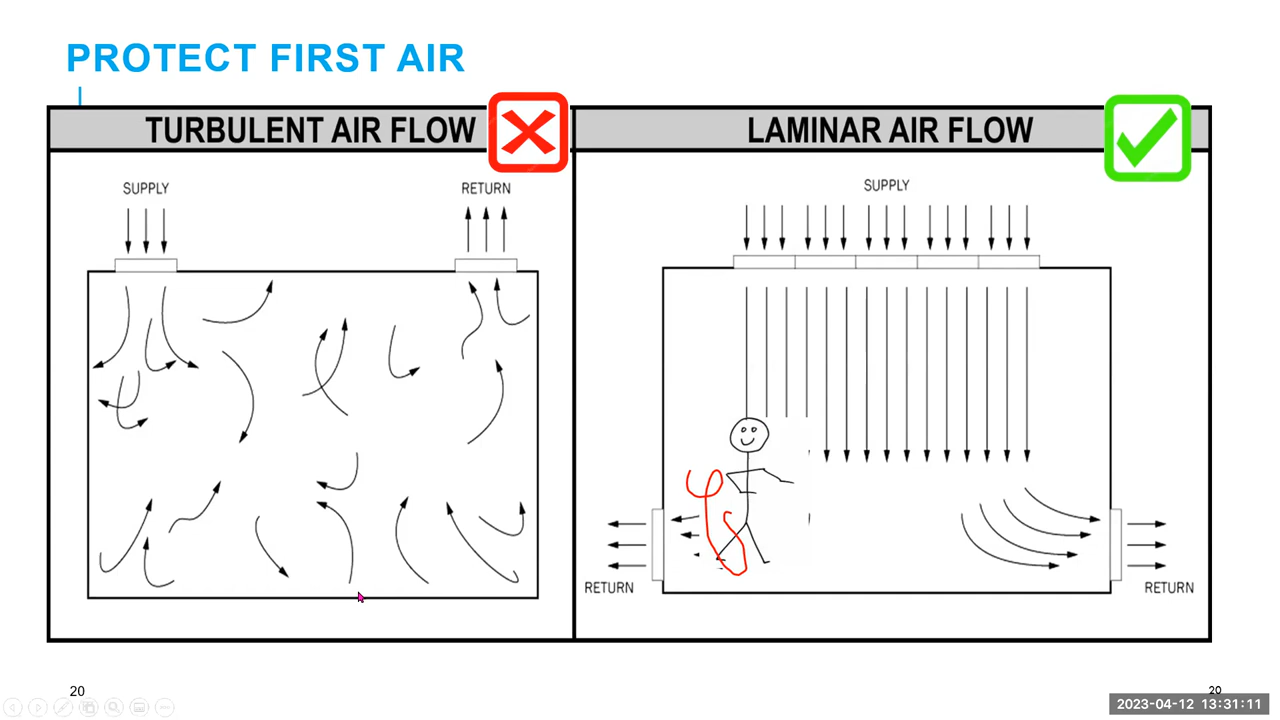 PROTECT FIRST AIR
TURBULENT AIR FLOW
LAMINAR AIR FLOW
SUPPLY
RETURN
SUPPLY
RETURN
RETURN
20
20
2023-04-12 13:31:11